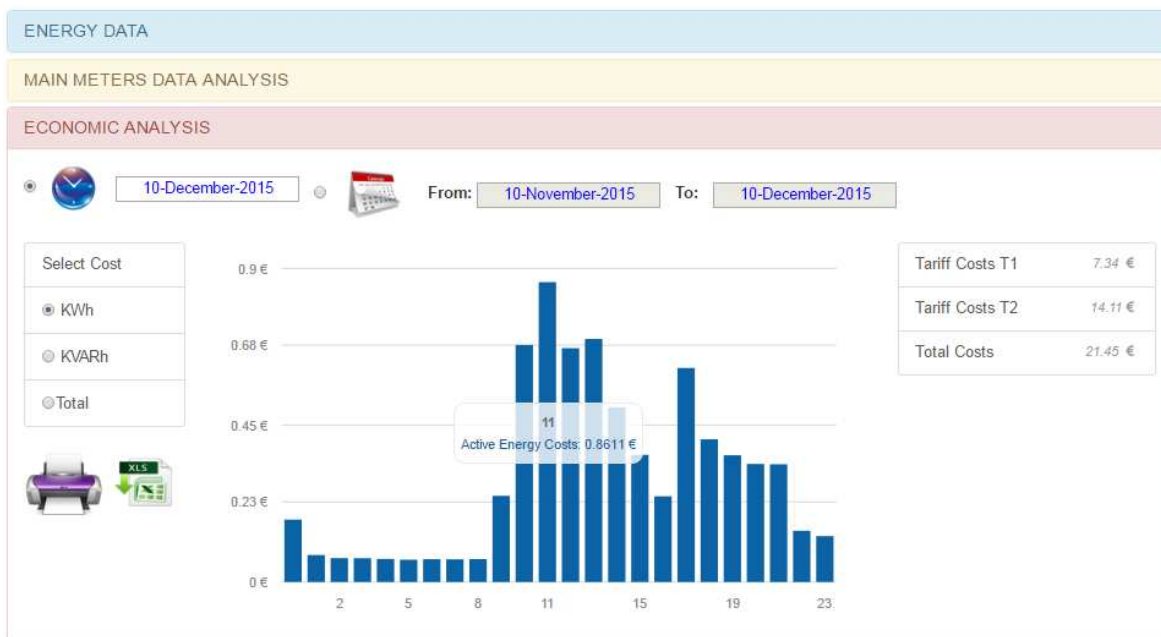 ENERGY DATA
MAIN METERS DATA ANALYSIS
ECONOMIC ANALYSIS
10-December-2015 From: 10-November-2015 To: 10-December-2015
Select Cost
KWh
KVARh
Total
XLS
0.9 €
0.68 €
0.45 €
0.23 €
0 €
11
Active Energy Costs: 0.8611 €
2 5 8 11 15 19 23
Tariff Costs T1 7.34 €
Tariff Costs T2 14.11 €
Total Costs 21.45 €